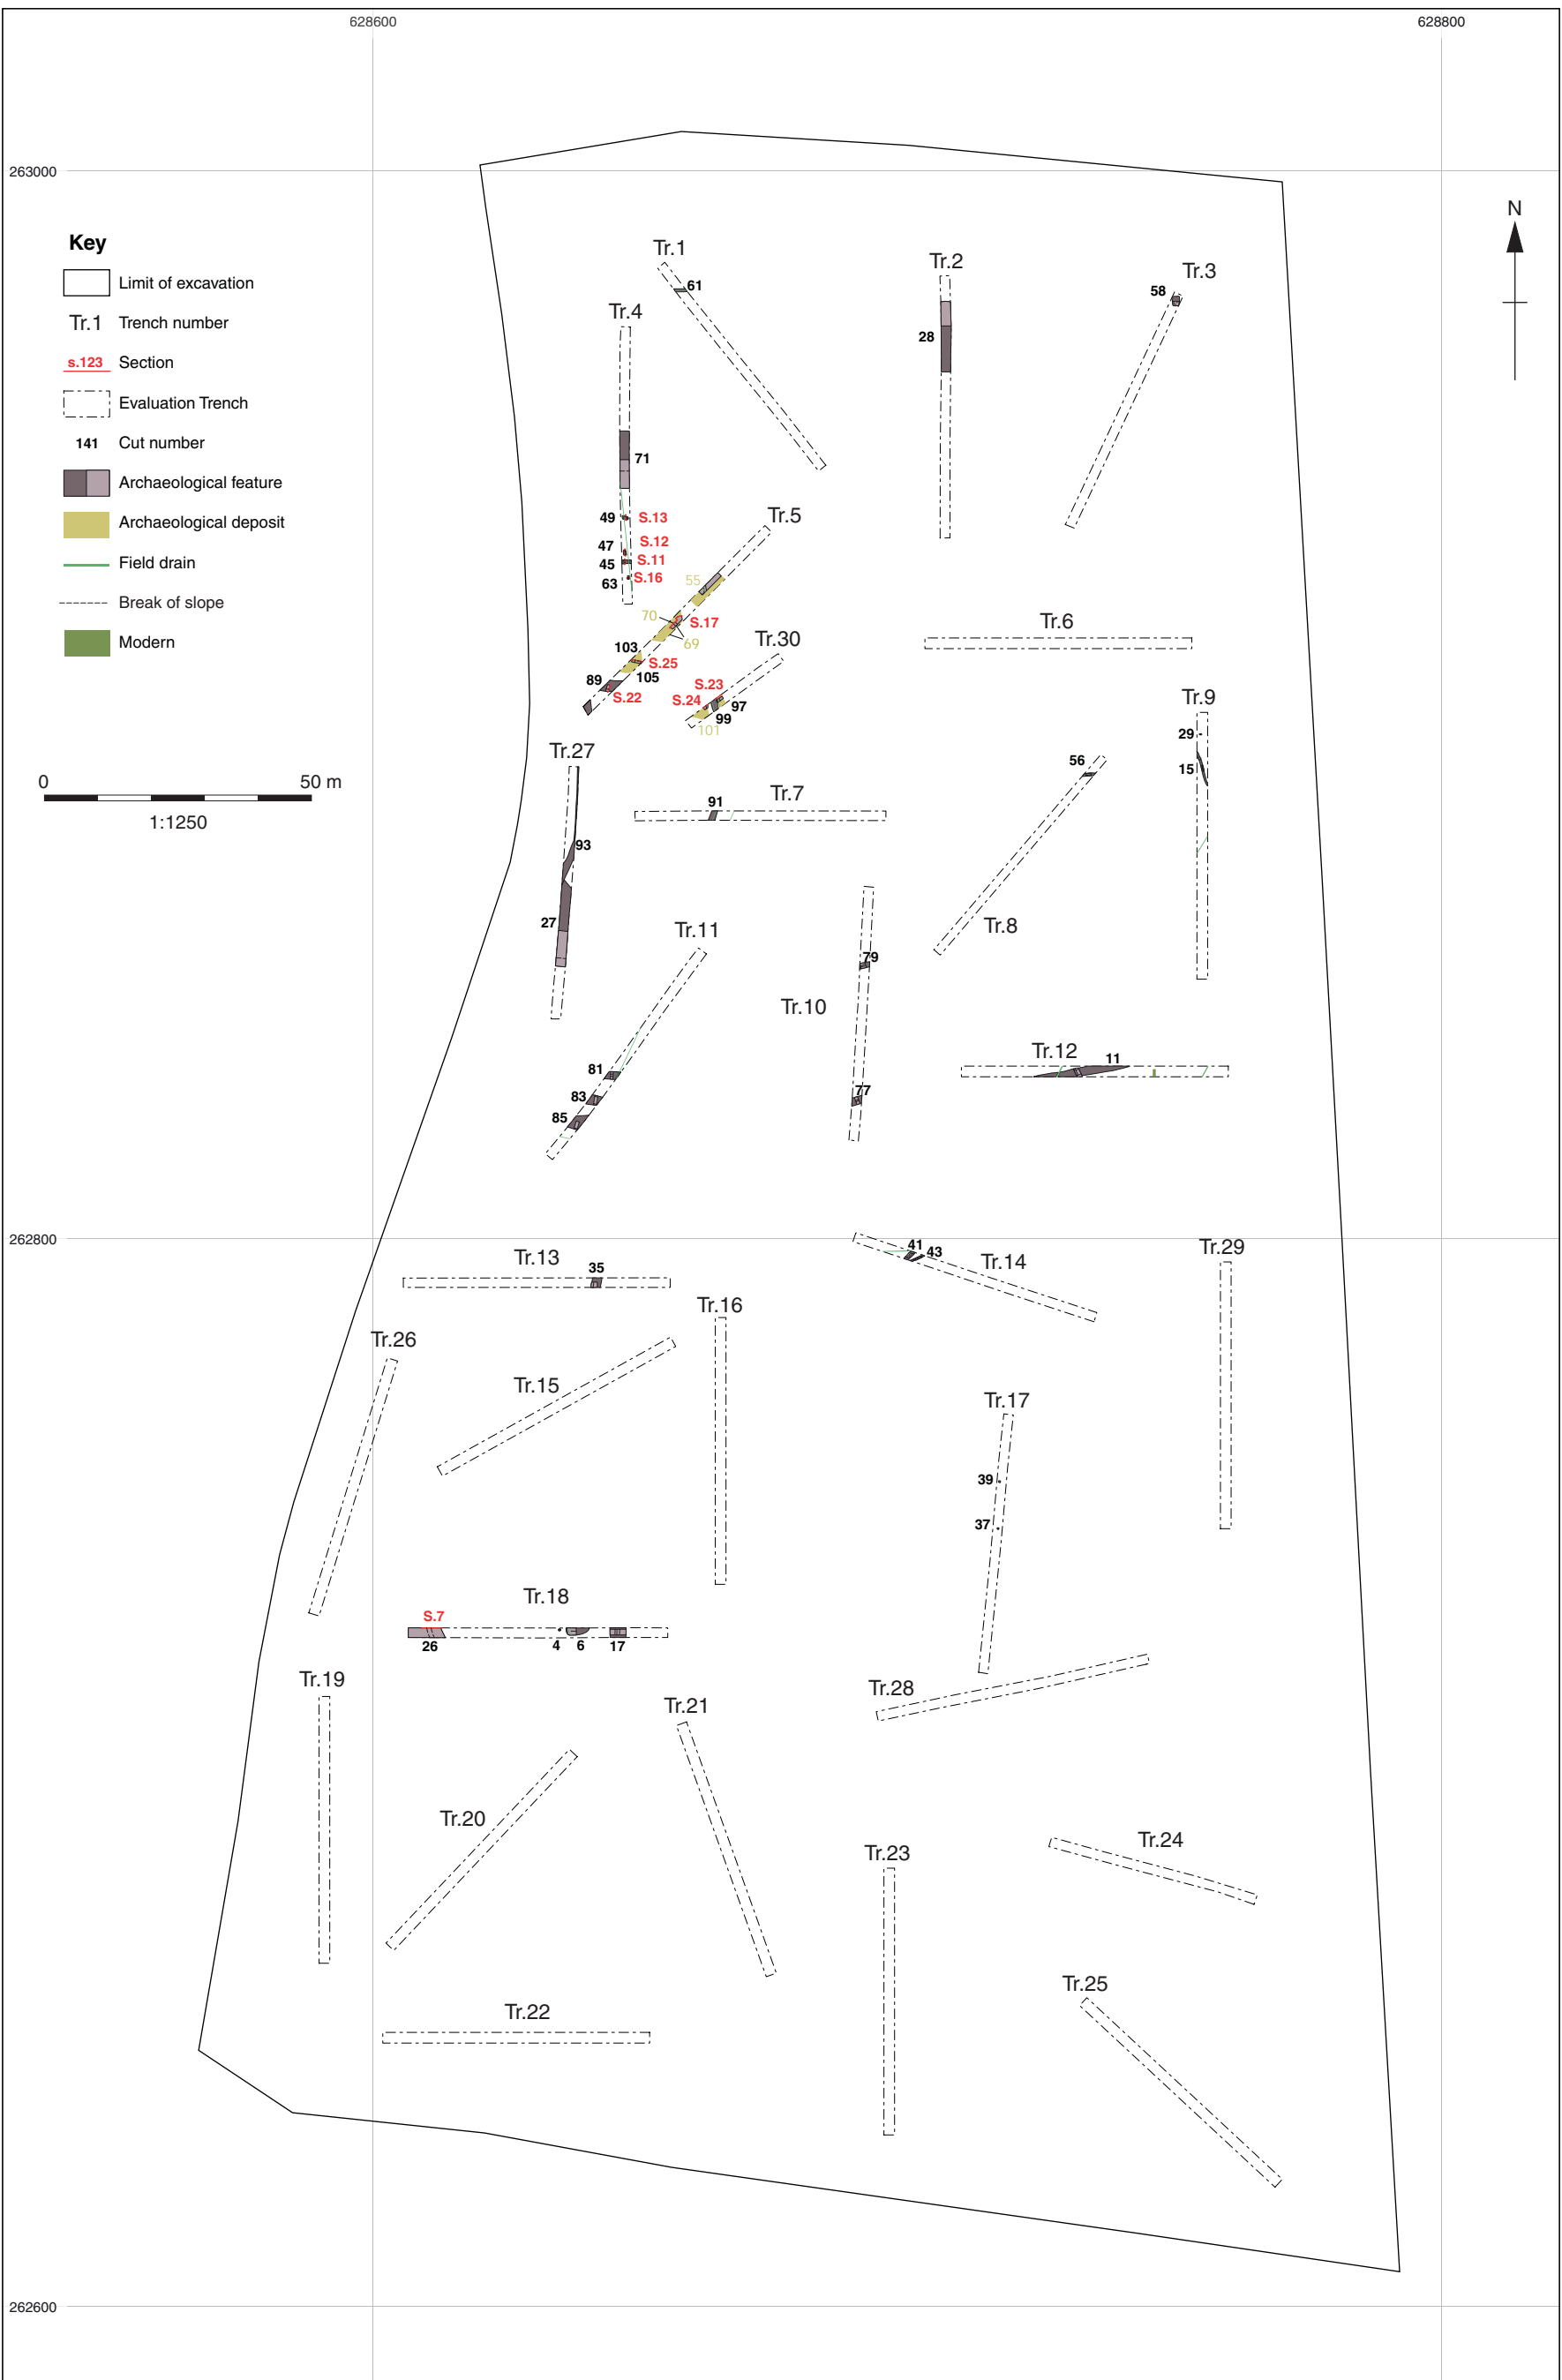 628600
628800
263000
N
Key
Limit of excavation
Tr.1 Trench number
s.123 Section
Evaluation Trench
141 Cut number
Archaeological feature
Archaeological deposit
Field drain
Break of slope
Modern
0 50 m
1:1250
Tr.1
61
Tr.2
28
Tr.3
58
Tr.4
71
49 S.13
47 S.12
45 S.11
63 S.16
Tr.5
55
70
S.17
69
103
S.25
105
89
S.22
Tr.30
S.23
S.24
97
99
101
Tr.6
Tr.9
29
15
Tr.27
93
27
Tr.7
91
56
Tr.8
Tr.11
81
83
85
Tr.10
79
77
Tr.12
11
262800
Tr.13
35
41
43
Tr.14
Tr.29
Tr.16
Tr.26
Tr.15
Tr.17
39
37
Tr.18
S.7
26
4
6
17
Tr.19
Tr.28
Tr.21
Tr.20
Tr.23
Tr.24
Tr.25
Tr.22
262600